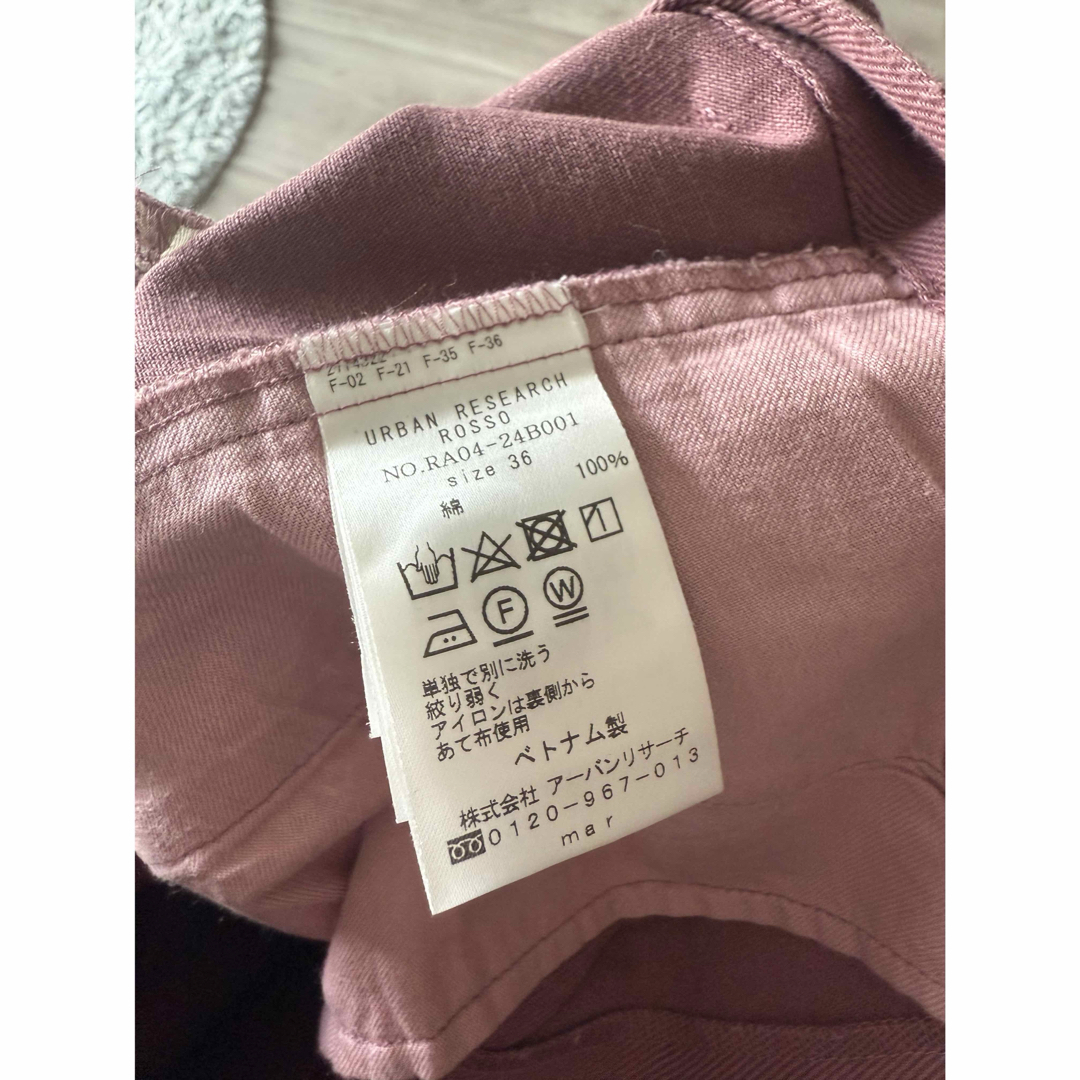 F-02 F-21 F-35 F-36
URBAN RESEARCH
ROSSO
NO.RA04-24B001
size 36
綿 100%
F W
単独で別に洗う
絞り弱く
アイロンは裏側から
あて布使用
ベトナム製
株式会社 アーバンリサーチ
0120-967-013
mar